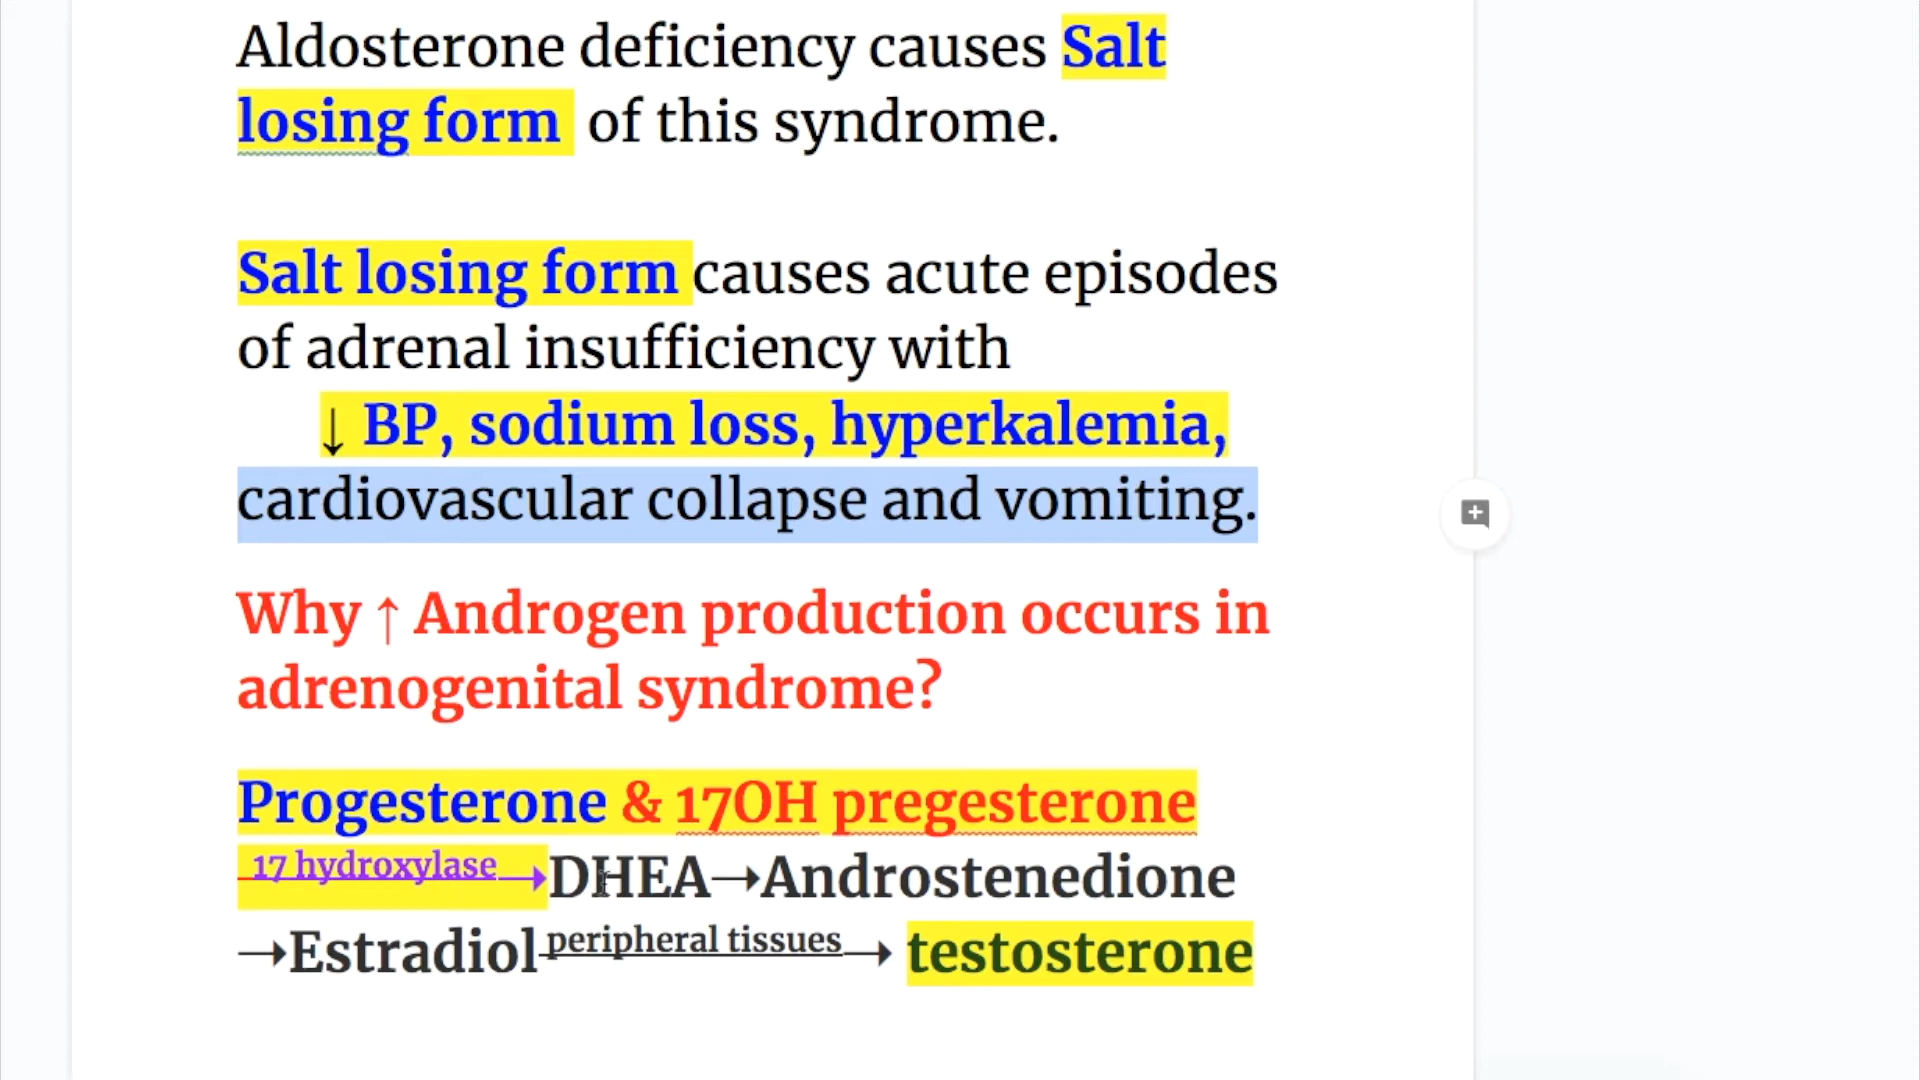 Aldosterone deficiency causes Salt
losing form of this syndrome.
Salt losing form causes acute episodes
of adrenal insufficiency with
↓ BP, sodium loss, hyperkalemia,
cardiovascular collapse and vomiting.
Why ↑ Androgen production occurs in
adrenogenital syndrome?
Progesterone & 17OH pregesterone
17 hydroxylase→DHEA→Androstenedione
→Estradiol peripheral tissues→ testosterone